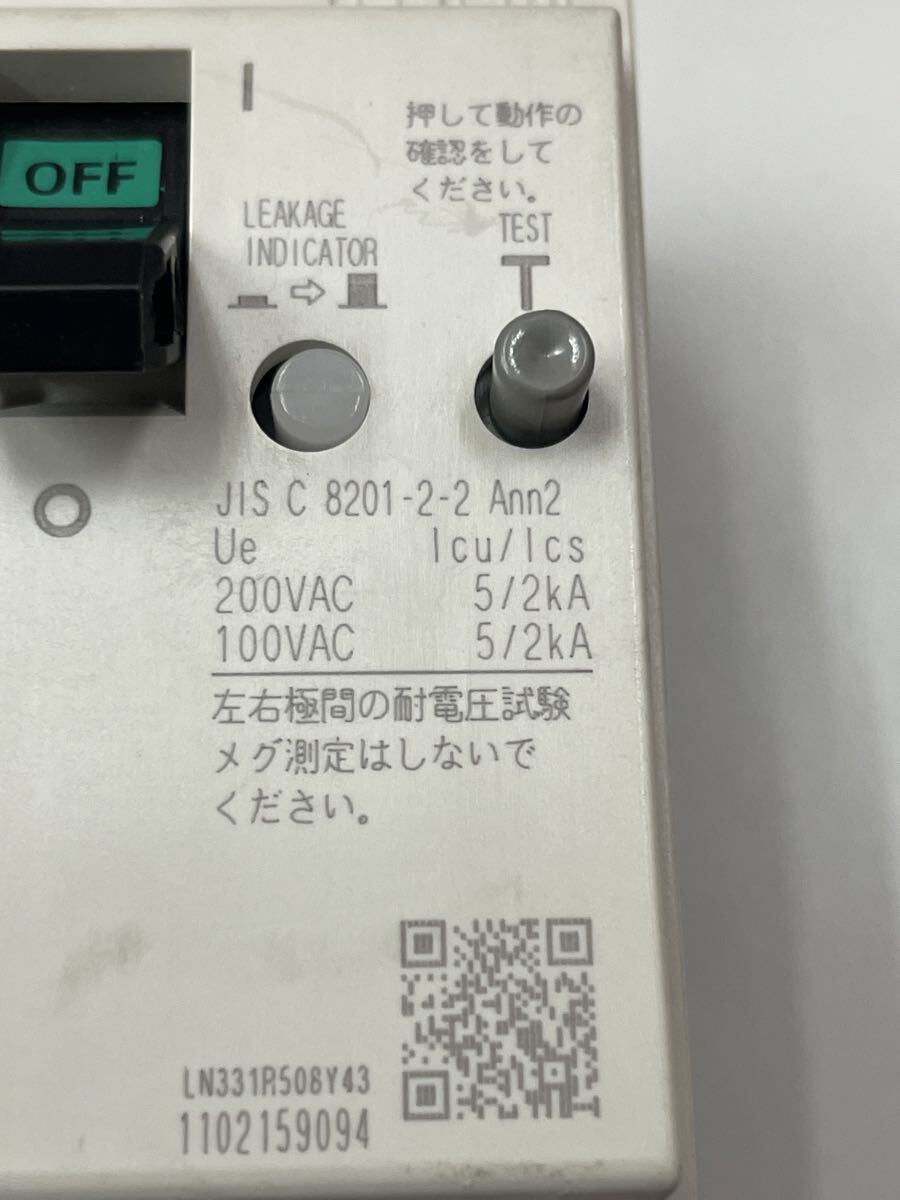 I
押して動作の
確認をして
ください。
OFF
LEAKAGE
INDICATOR
TEST
JIS C 8201-2-2 Ann2
Ue Icu/Ics
200VAC 5/2kA
100VAC 5/2kA
左右極間の耐電圧試験
メグ測定はしないで
ください。
LN331R508Y43
1102159094